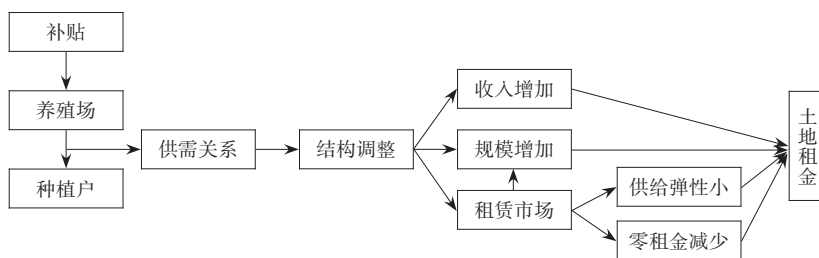 补贴
养殖场
种植户
供需关系
结构调整
收入增加
规模增加
租赁市场
供给弹性小
零租金减少
土地租金